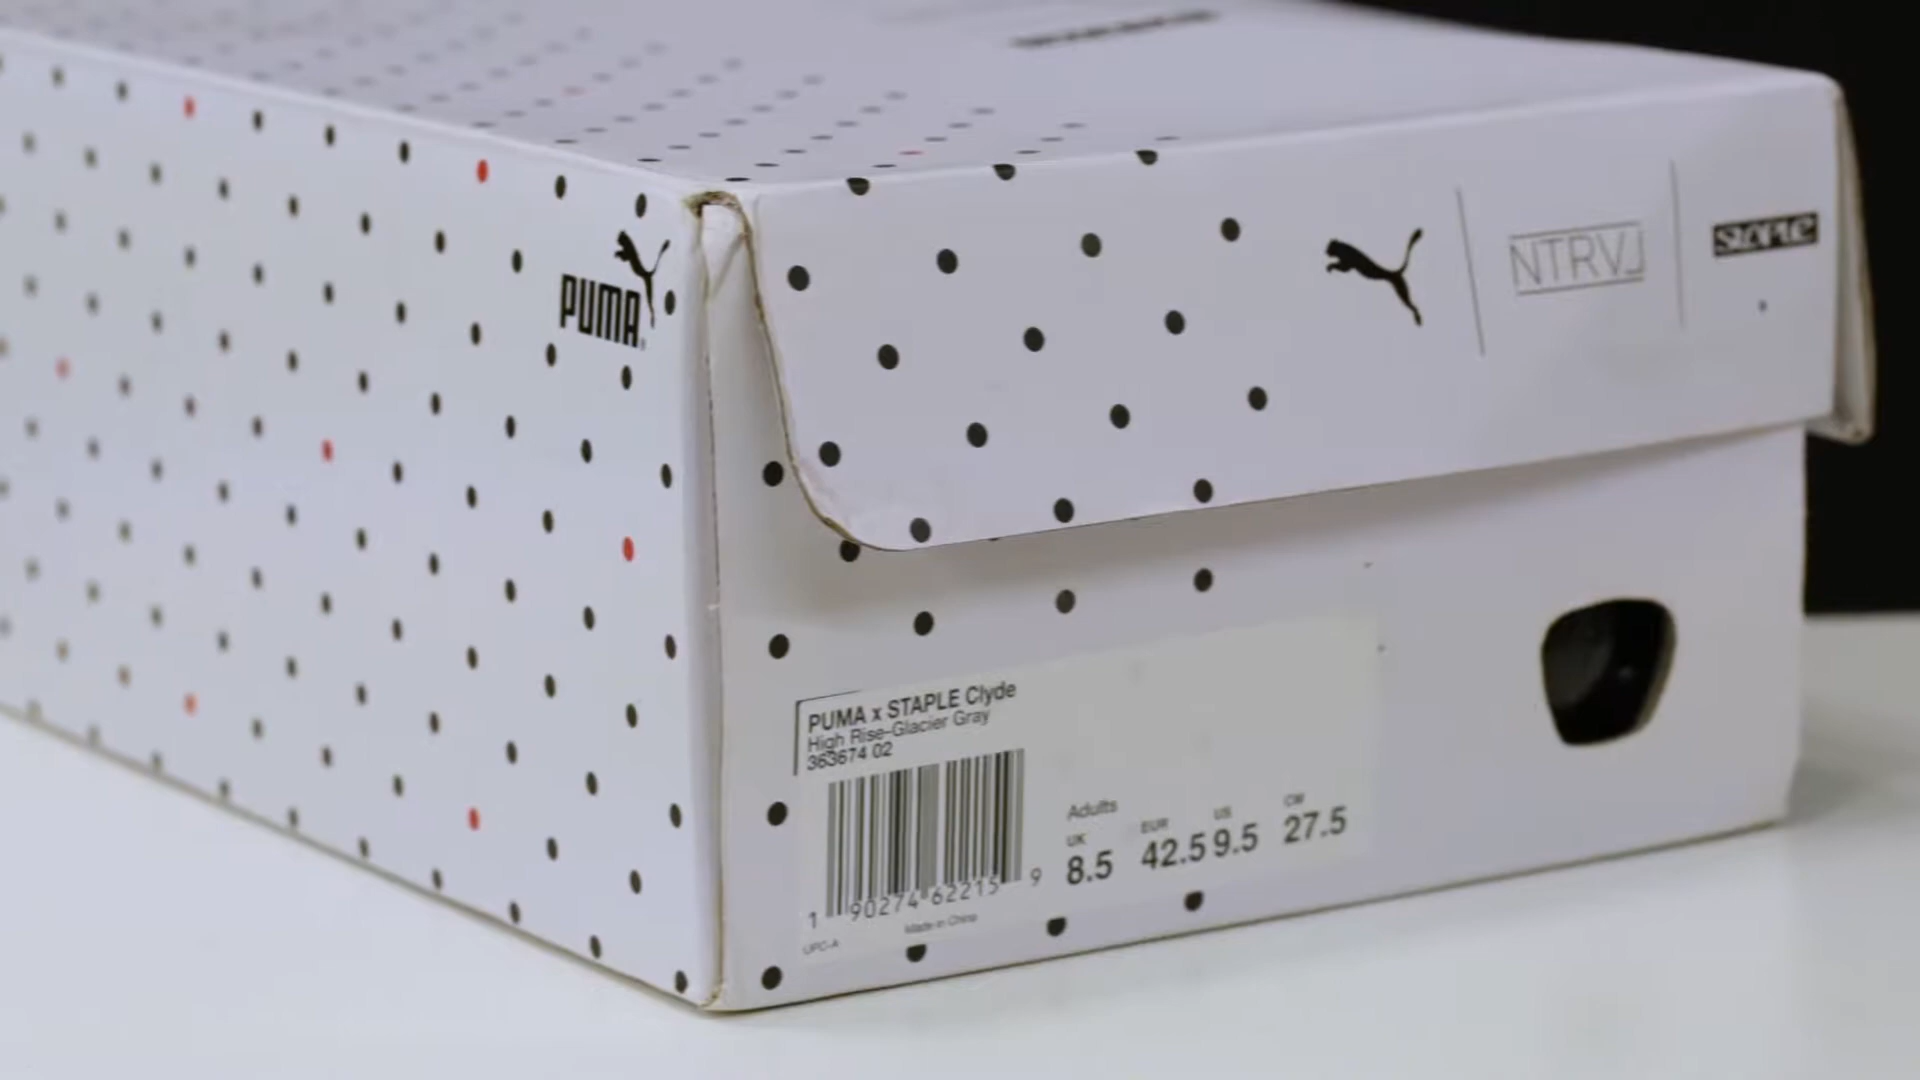 PUMA
NTRVL
STAPLE
PUMA x STAPLE Clyde
High Rise-Glacier Gray
363674 02
Adults
UK EUR US CM
8.5 42.5 9.5 27.5
1 90274 62215 9
UPC-A Made in China